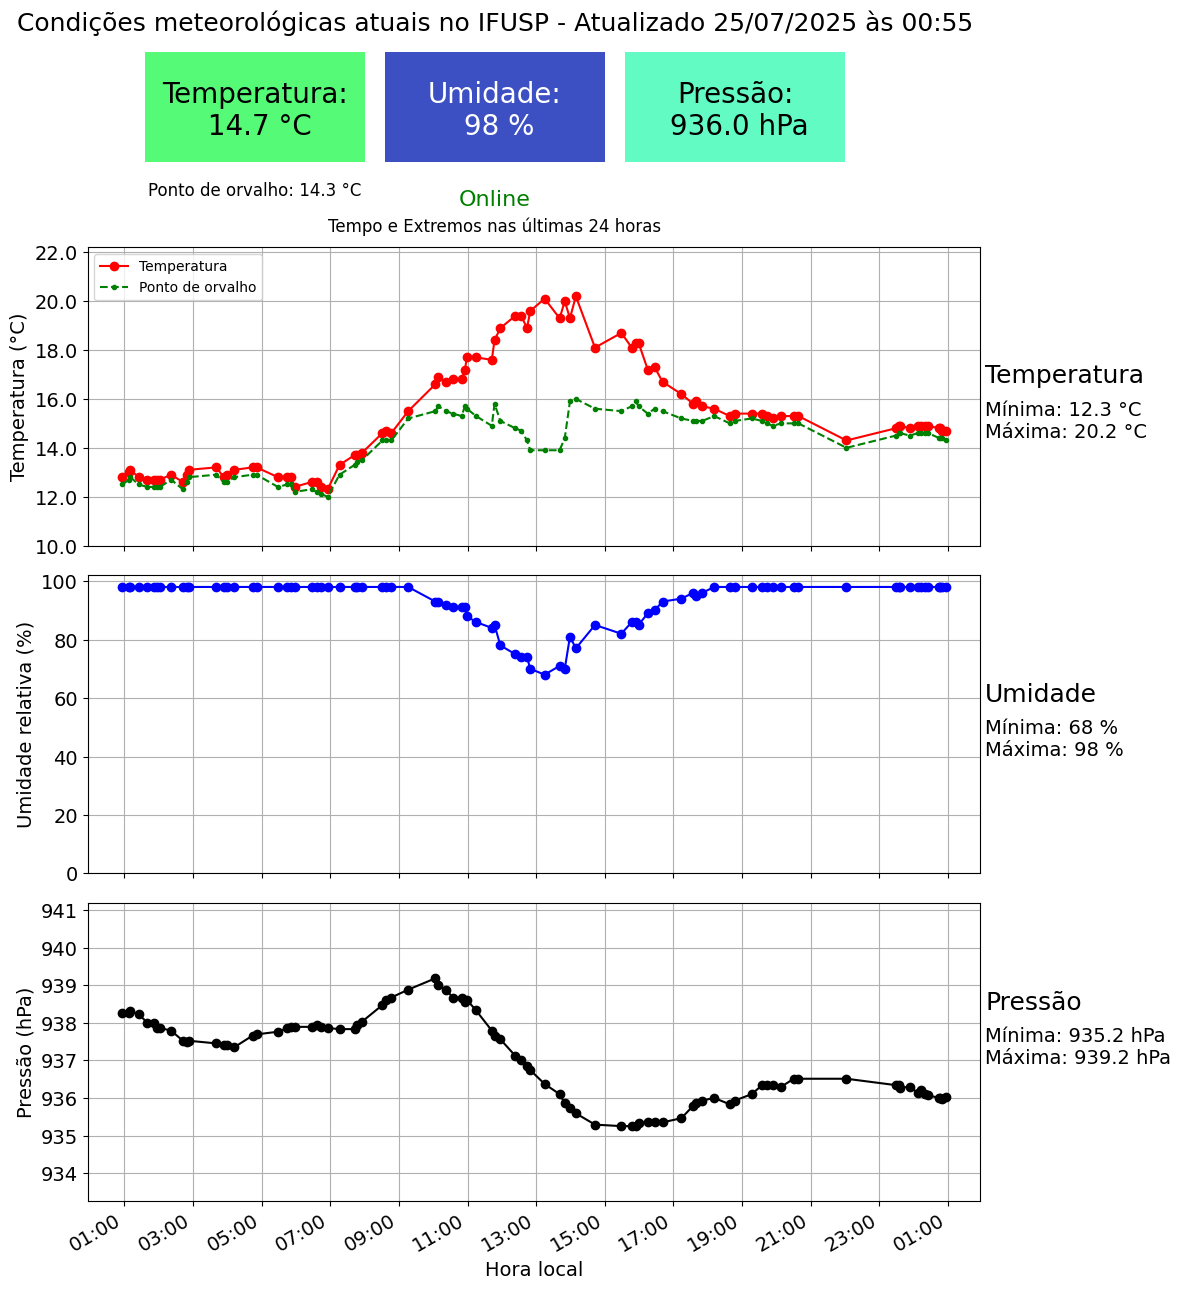 Condições meteorológicas atuais no IFUSP - Atualizado 25/07/2025 às 00:55
Temperatura:
14.7 °C
Umidade:
98 %
Pressão:
936.0 hPa
Ponto de orvalho: 14.3 °C
Online
Tempo e Extremos nas últimas 24 horas
Temperatura (°C)
22.0
20.0
18.0
16.0
14.0
12.0
10.0
Temperatura
Ponto de orvalho
Temperatura
Mínima: 12.3 °C
Máxima: 20.2 °C
Umidade relativa (%)
100
80
60
40
20
0
Umidade
Mínima: 68 %
Máxima: 98 %
Pressão (hPa)
941
940
939
938
937
936
935
934
Pressão
Mínima: 935.2 hPa
Máxima: 939.2 hPa
01:00
03:00
05:00
07:00
09:00
11:00
13:00
15:00
17:00
19:00
21:00
23:00
01:00
Hora local